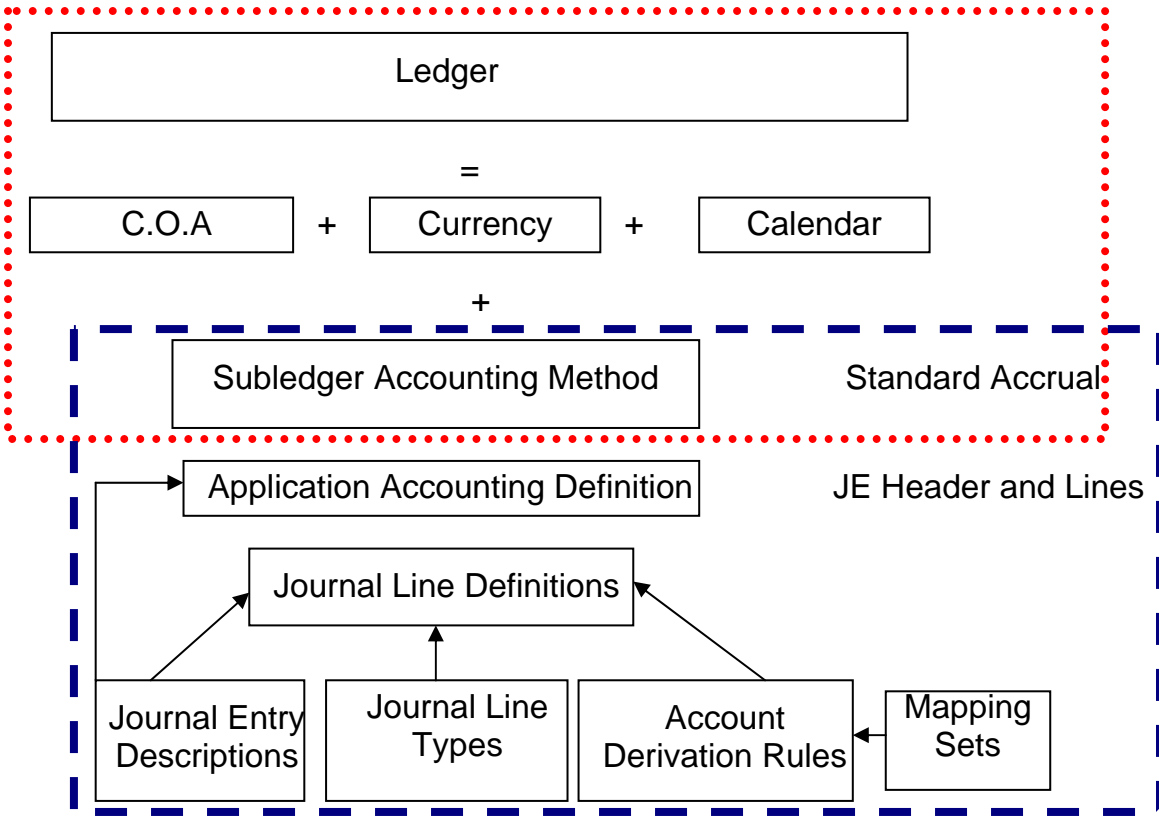 Ledger
=
C.O.A + Currency + Calendar
+
Subledger Accounting Method Standard Accrual
Application Accounting Definition JE Header and Lines
Journal Line Definitions
Journal Entry
Descriptions
Journal Line
Types
Account
Derivation Rules
Mapping
Sets